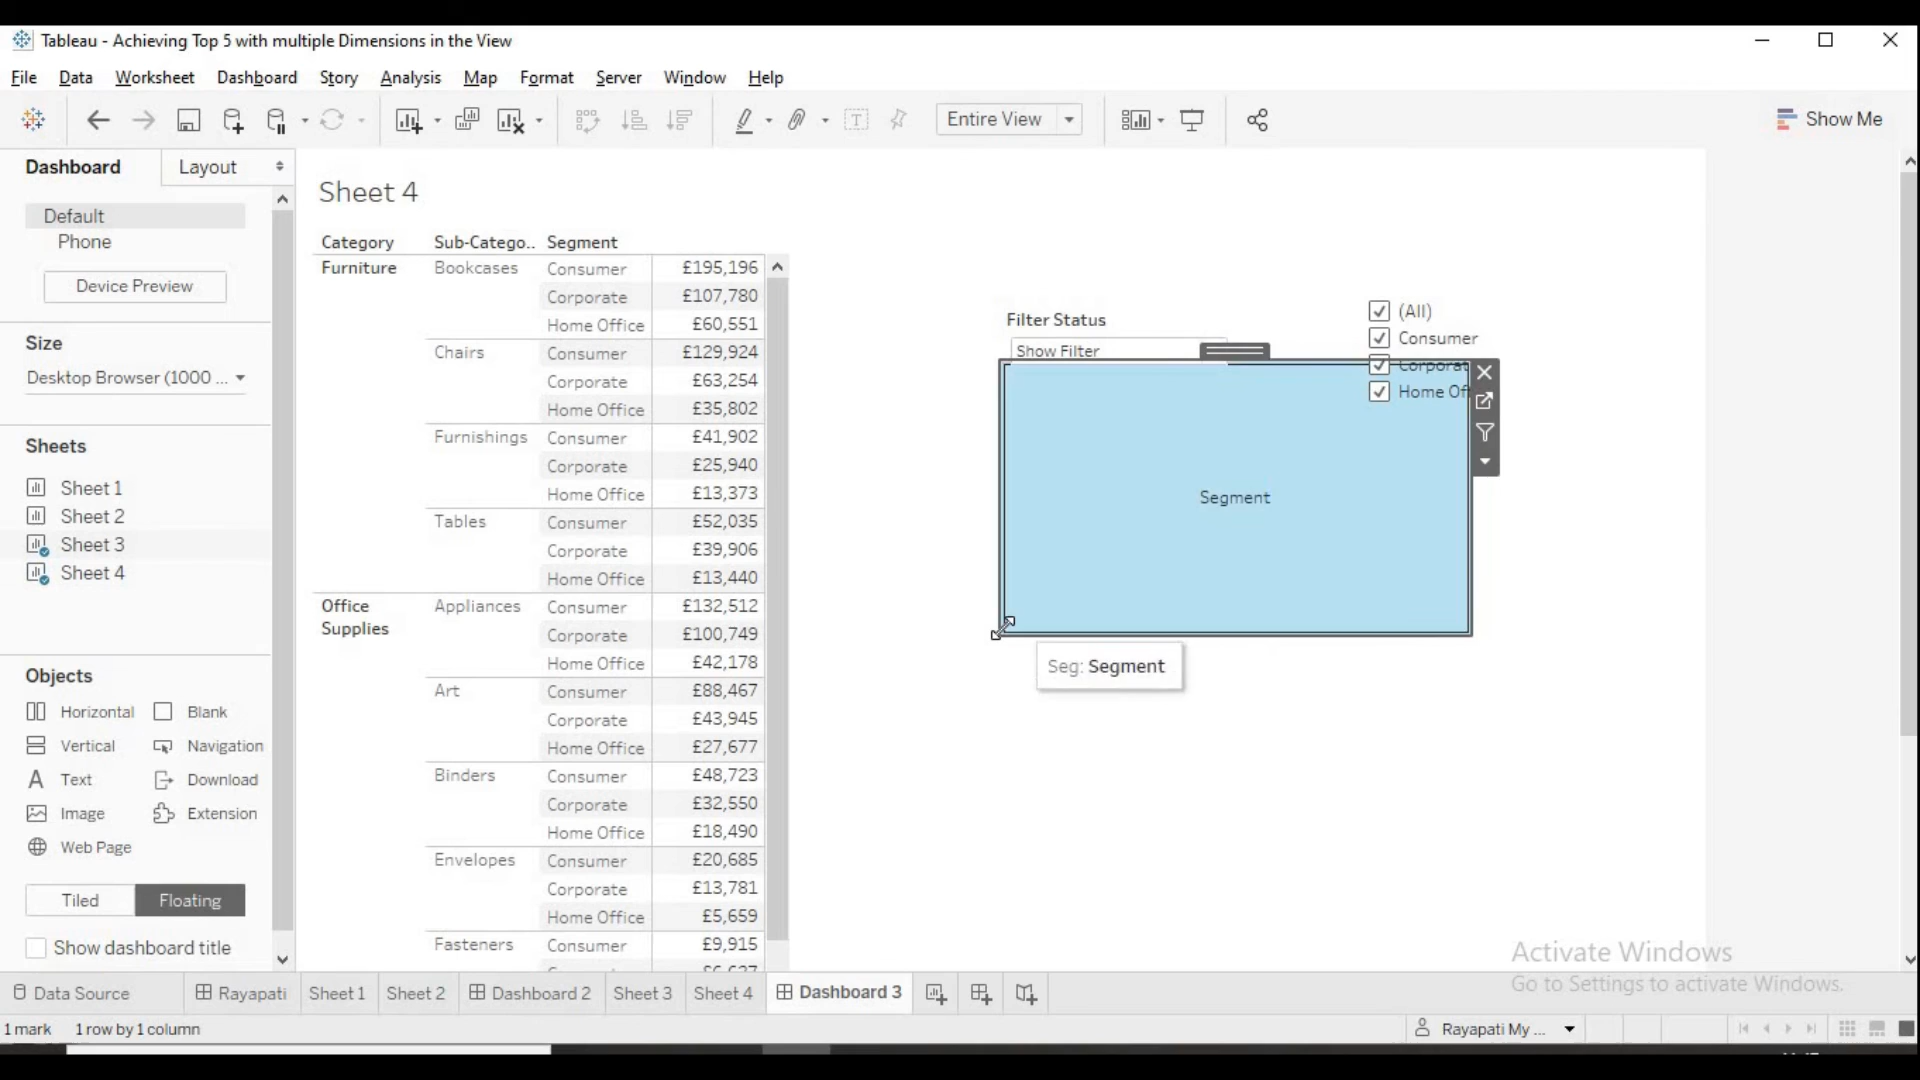 Tableau - Achieving Top 5 with multiple Dimensions in the View
File Data Worksheet Dashboard Story Analysis Map Format Server Window Help
Entire View
Show Me
Dashboard
Layout
Default
Phone
Device Preview
Size
Desktop Browser (1000 ...
Sheets
Sheet 1
Sheet 2
Sheet 3
Sheet 4
Objects
Horizontal
Blank
Vertical
Navigation
Text
Download
Image
Extension
Web Page
Tiled
Floating
Show dashboard title
Sheet 4
Category Sub-Catego.. Segment
Furniture Bookcases Consumer £195,196
Corporate £107,780
Home Office £60,551
Chairs Consumer £129,924
Corporate £63,254
Home Office £35,802
Furnishings Consumer £41,902
Corporate £25,940
Home Office £13,373
Tables Consumer £52,035
Corporate £39,906
Home Office £13,440
Office Supplies Appliances Consumer £132,512
Corporate £100,749
Home Office £42,178
Art Consumer £88,467
Corporate £43,945
Home Office £27,677
Binders Consumer £48,723
Corporate £32,550
Home Office £18,490
Envelopes Consumer £20,685
Corporate £13,781
Home Office £5,659
Fasteners Consumer £9,915
Filter Status
Show Filter
(All)
Consumer
Corporat
Home Of
Segment
Seg: Segment
Activate Windows
Go to Settings to activate Windows.
Data Source
Rayapati
Sheet 1
Sheet 2
Dashboard 2
Sheet 3
Sheet 4
Dashboard 3
1 mark 1 row by 1 column
Rayapati My ...